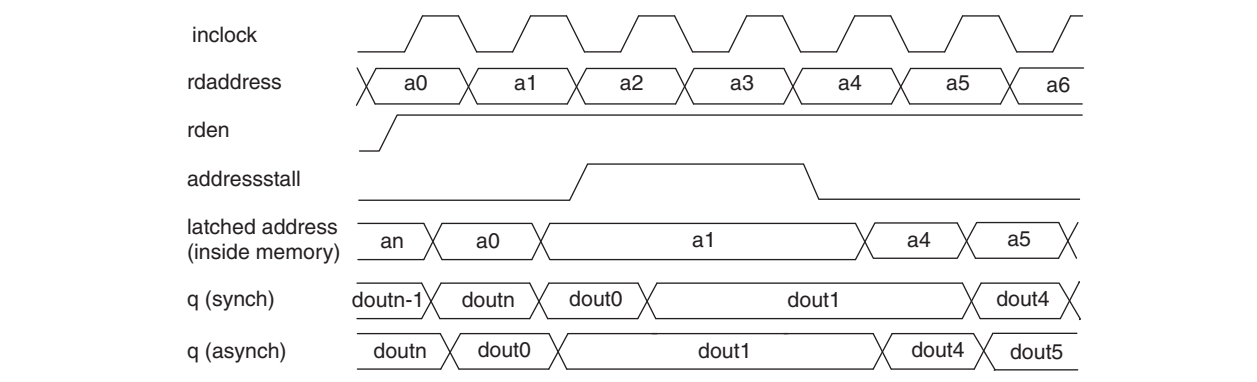 inclock
rdaddress a0 a1 a2 a3 a4 a5 a6
rden
addressstall
latched address
(inside memory) an a0 a1 a4 a5
q (synch) doutn-1 doutn dout0 dout1 dout4
q (asynch) doutn dout0 dout1 dout4 dout5